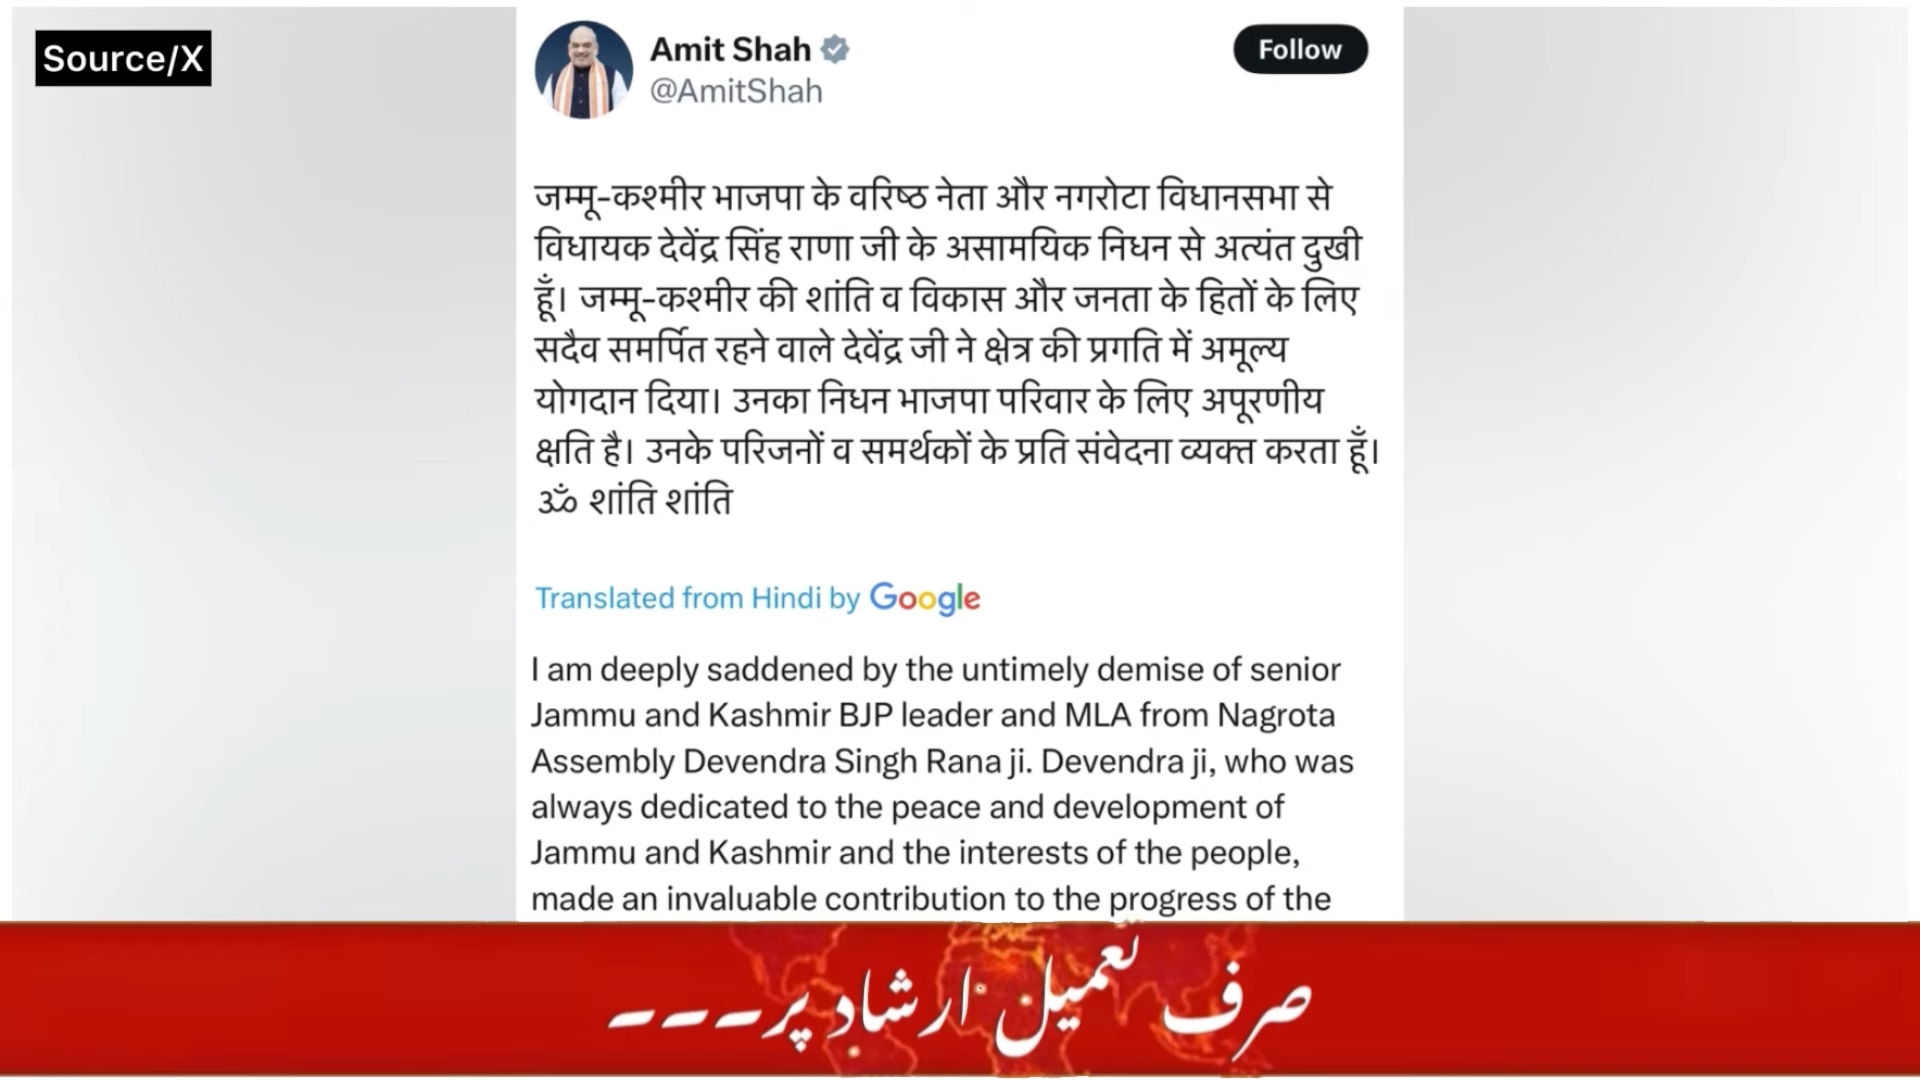 Source/X
Amit Shah
@AmitShah
Follow
जम्मू-कश्मीर भाजपा के वरिष्ठ नेता और नगरोटा विधानसभा से
विधायक देवेंद्र सिंह राणा जी के असामयिक निधन से अत्यंत दुखी
हूँ। जम्मू-कश्मीर की शांति व विकास और जनता के हितों के लिए
सदैव समर्पित रहने वाले देवेंद्र जी ने क्षेत्र की प्रगति में अमूल्य
योगदान दिया। उनका निधन भाजपा परिवार के लिए अपूरणीय
क्षति है। उनके परिजनों व समर्थकों के प्रति संवेदना व्यक्त करता हूँ।
ॐ शांति शांति
Translated from Hindi by Google
I am deeply saddened by the untimely demise of senior
Jammu and Kashmir BJP leader and MLA from Nagrota
Assembly Devendra Singh Rana ji. Devendra ji, who was
always dedicated to the peace and development of
Jammu and Kashmir and the interests of the people,
made an invaluable contribution to the progress of the
صرف تعمیل ارشاد پر۔۔۔